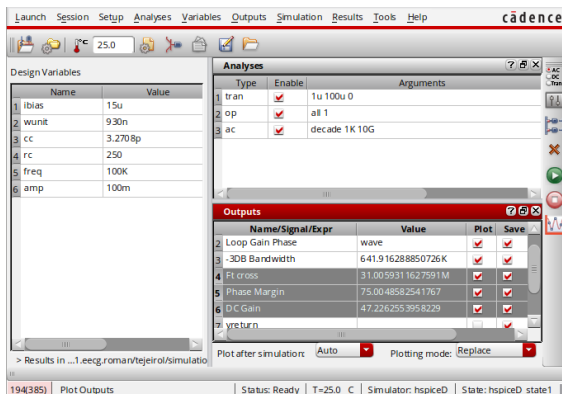 Launch Session Setup Analyses Variables Outputs Simulation Results Tools Help cādence
25.0
Design Variables
Name Value
1 ibias 15u
2 wunit 930n
3 cc 3.2708p
4 rc 250
5 freq 100K
6 amp 100m
> Results in ...1.eecg.roman/tejeirol/simulatio
Analyses
Type Enable Arguments
1 tran 1u 100u 0
2 op all 1
3 ac decade 1K 10G
Outputs
Name/Signal/Expr Value Plot Save
2 Loop Gain Phase wave
3 -3DB Bandwidth 641.916288850726K
4 Ft cross 31.0059311627591M
5 Phase Margin 75.0048582541767
6 DC Gain 47.2262553958229
7 vreturn
Plot after simulation: Auto Plotting mode: Replace
AC
DC
Tran
194(385) Plot Outputs Status: Ready T=25.0 C Simulator: hspiceD State: hspiceD_state1